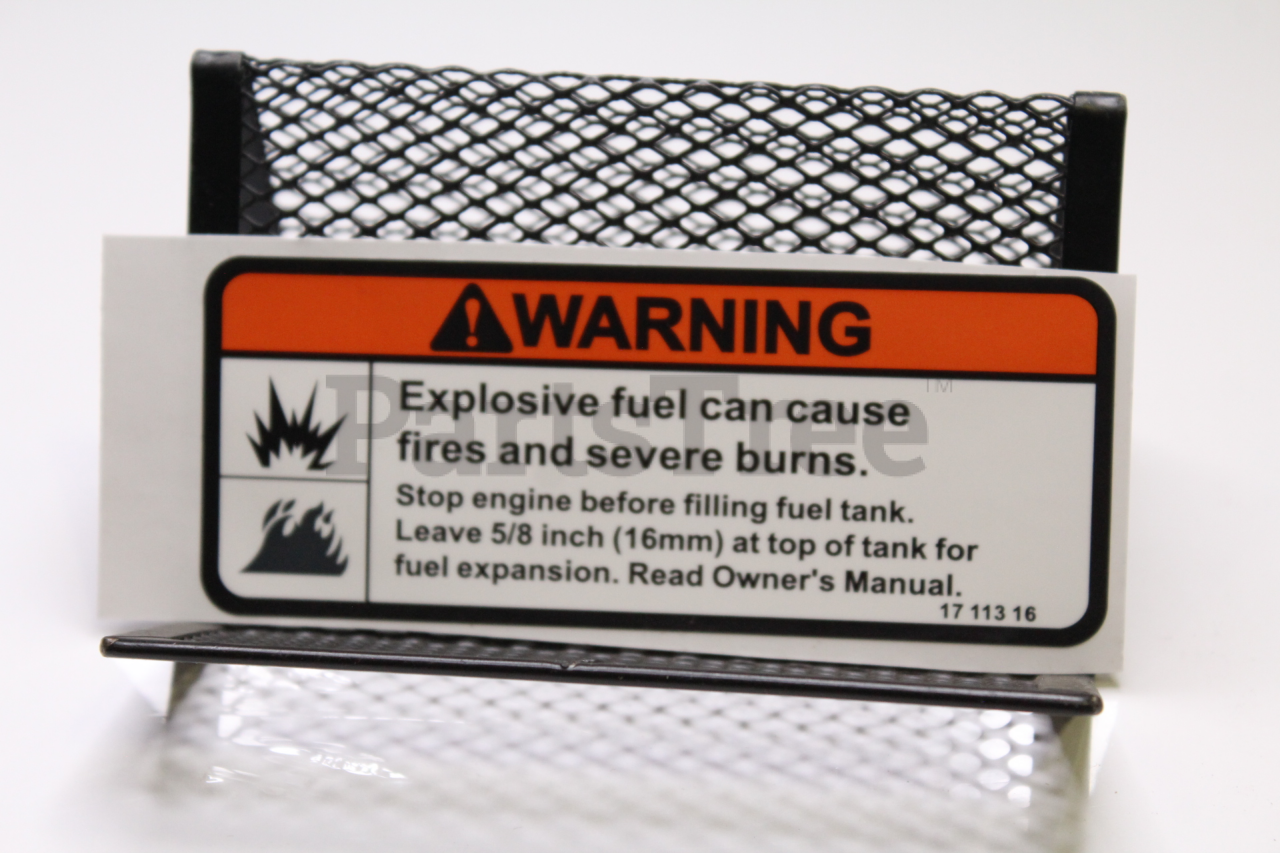 WARNING
Explosive fuel can cause
fires and severe burns.
Stop engine before filling fuel tank.
Leave 5/8 inch (16mm) at top of tank for
fuel expansion. Read Owner's Manual.
17 113 16
PartsTree™